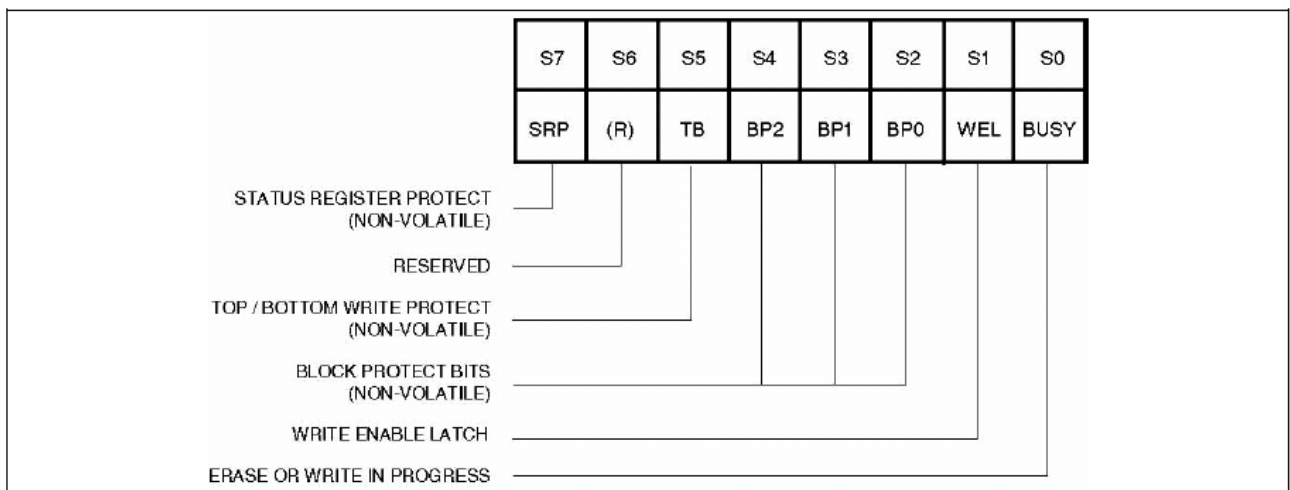 S7 S6 S5 S4 S3 S2 S1 S0
SRP (R) TB BP2 BP1 BP0 WEL BUSY
STATUS REGISTER PROTECT
(NON-VOLATILE)
RESERVED
TOP / BOTTOM WRITE PROTECT
(NON-VOLATILE)
BLOCK PROTECT BITS
(NON-VOLATILE)
WRITE ENABLE LATCH
ERASE OR WRITE IN PROGRESS